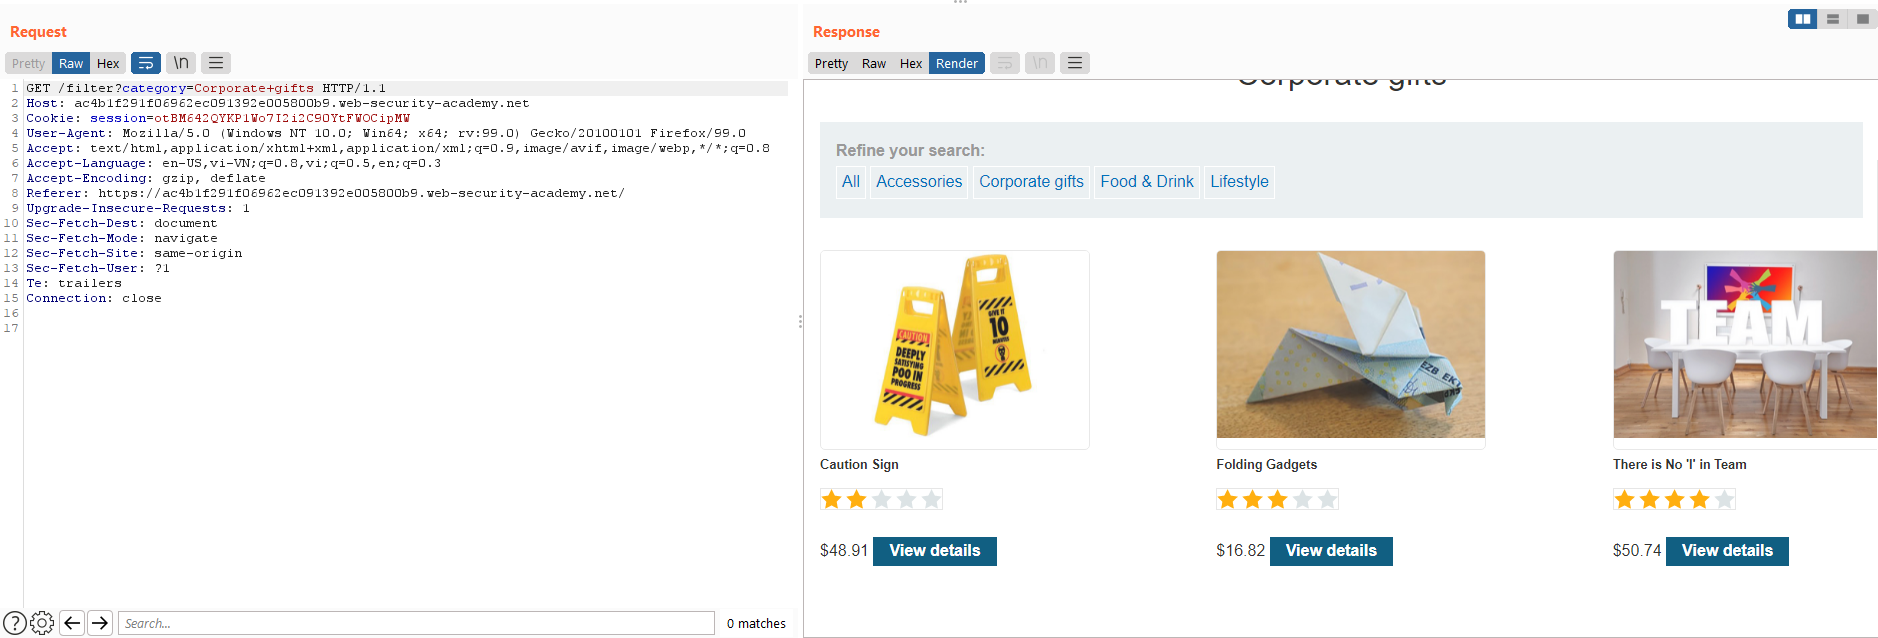 Request
Pretty Raw Hex \n
1 GET /filter?category=Corporate+gifts HTTP/1.1
2 Host: ac4b1f291f06962ec091392e005800b9.web-security-academy.net
3 Cookie: session=otBM642QYKP1Wo7I2i2C90YtFWOCipMW
4 User-Agent: Mozilla/5.0 (Windows NT 10.0; Win64; x64; rv:99.0) Gecko/20100101 Firefox/99.0
5 Accept: text/html,application/xhtml+xml,application/xml;q=0.9,image/avif,image/webp,*/*;q=0.8
6 Accept-Language: en-US,vi-VN;q=0.8,vi;q=0.5,en;q=0.3
7 Accept-Encoding: gzip, deflate
8 Referer: https://ac4b1f291f06962ec091392e005800b9.web-security-academy.net/
9 Upgrade-Insecure-Requests: 1
10 Sec-Fetch-Dest: document
11 Sec-Fetch-Mode: navigate
12 Sec-Fetch-Site: same-origin
13 Sec-Fetch-User: ?1
14 Te: trailers
15 Connection: close
16
17
? Search... 0 matches
Response
Pretty Raw Hex Render \n
Corporate gifts
Refine your search:
All Accessories Corporate gifts Food & Drink Lifestyle
CAUTION
DEEPLY
SATISFYING
POO IN
PROGRESS
GIVE IT
10
MINUTES
EZB EK
TEAM
Caution Sign Folding Gadgets There is No 'I' in Team
$48.91 View details $16.82 View details $50.74 View details